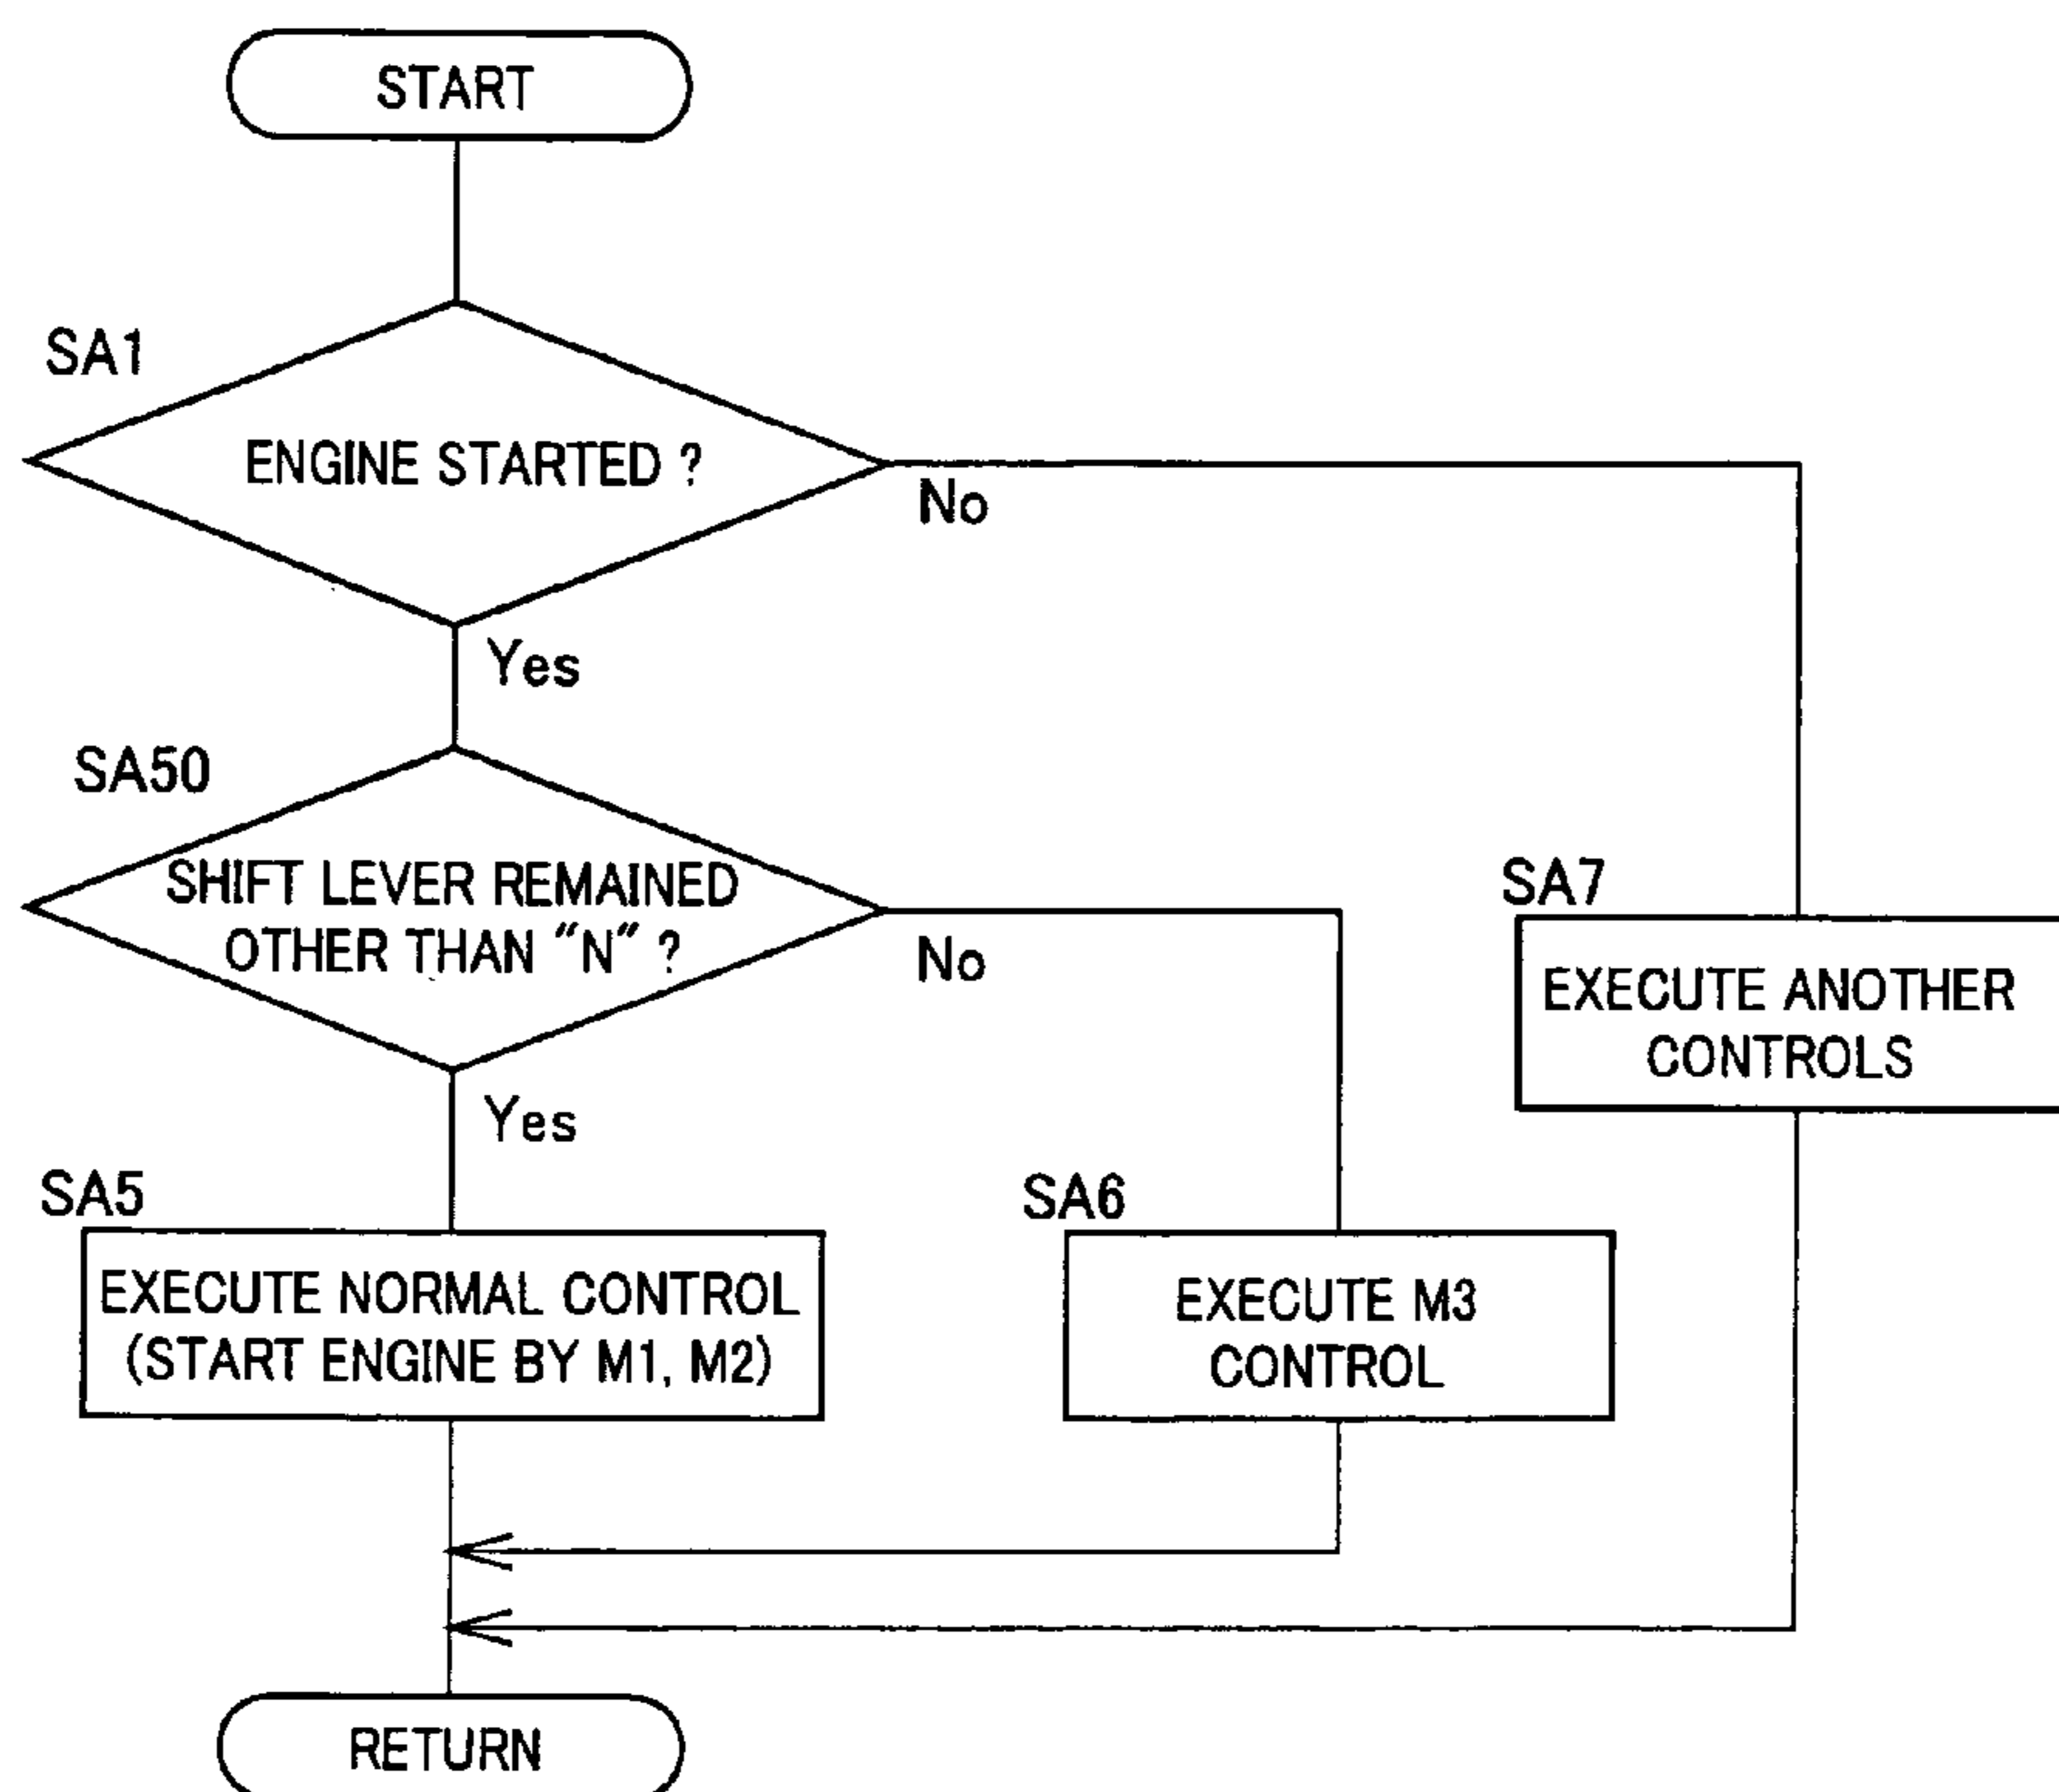 START
SA1
ENGINE STARTED ?
No
Yes
SA50
SHIFT LEVER REMAINED
OTHER THAN "N" ?
No
Yes
SA7
EXECUTE ANOTHER
CONTROLS
SA5
EXECUTE NORMAL CONTROL
(START ENGINE BY M1, M2)
SA6
EXECUTE M3
CONTROL
RETURN